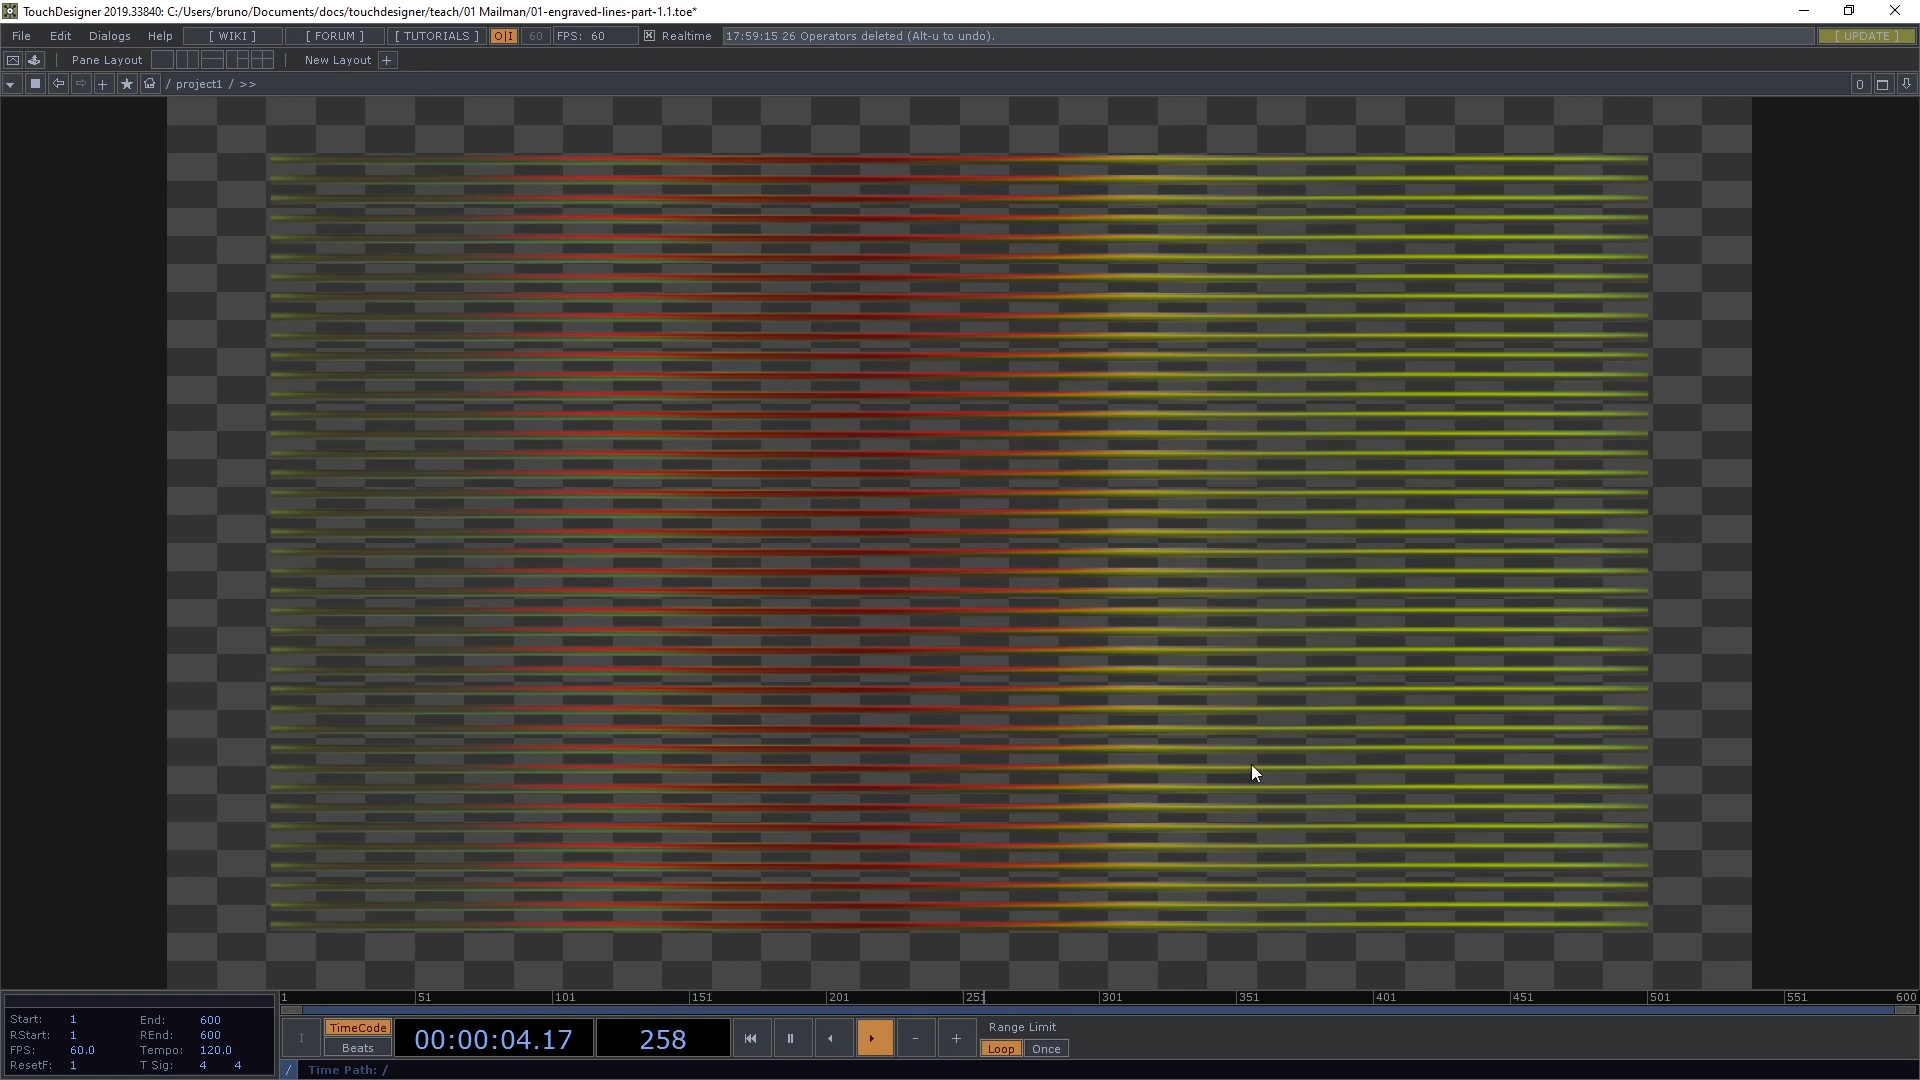 TouchDesigner 2019.33840: C:/Users/bruno/Documents/docs/touchdesigner/teach/01 Mailman/01-engraved-lines-part-1.1.toe*
File Edit Dialogs Help [ WIKI ] [ FORUM ] [ TUTORIALS ] O|I 60 FPS: 60 Realtime 17:59:15 26 Operators deleted (Alt-u to undo). [ UPDATE ]
Pane Layout New Layout +
/ project1 / >> 0
1 51 101 151 201 251 301 351 401 451 501 551 600
Start: 1 End: 600
RStart: 1 REnd: 600
FPS: 60.0 Tempo: 120.0
ResetF: 1 T Sig: 4 4
I TimeCode Beats 00:00:04.17 258 - + Range Limit
Loop Once
/ Time Path: /